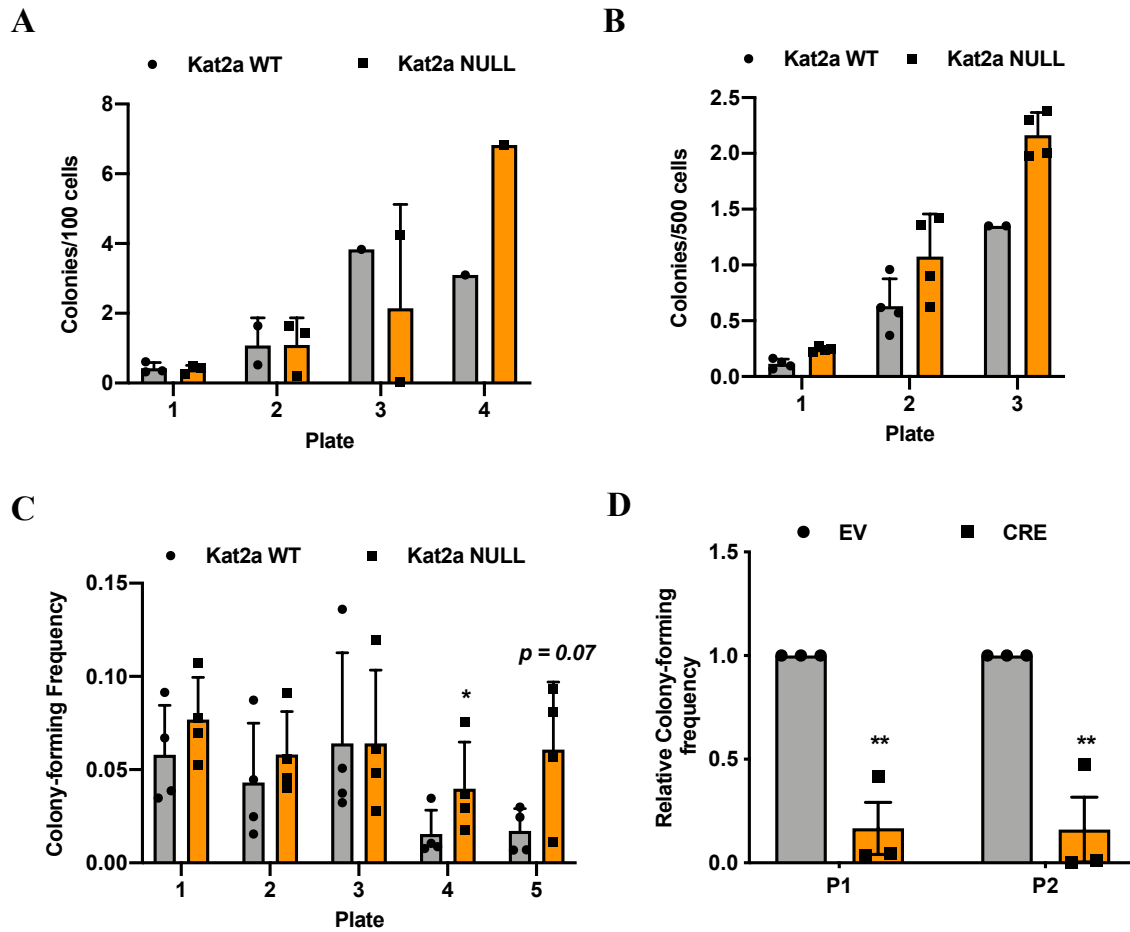 A
Kat2a WT
Kat2a NULL
Colonies/100 cells
8
6
4
2
0
1
2
3
4
Plate
B
Kat2a WT
Kat2a NULL
Colonies/500 cells
2.5
2.0
1.5
1.0
0.5
0.0
1
2
3
Plate
C
Kat2a WT
Kat2a NULL
Colony-forming Frequency
0.15
0.10
0.05
0.00
*
p = 0.07
1
2
3
4
5
Plate
D
EV
CRE
Relative Colony-forming
frequency
1.5
1.0
0.5
0.0
**
**
P1
P2